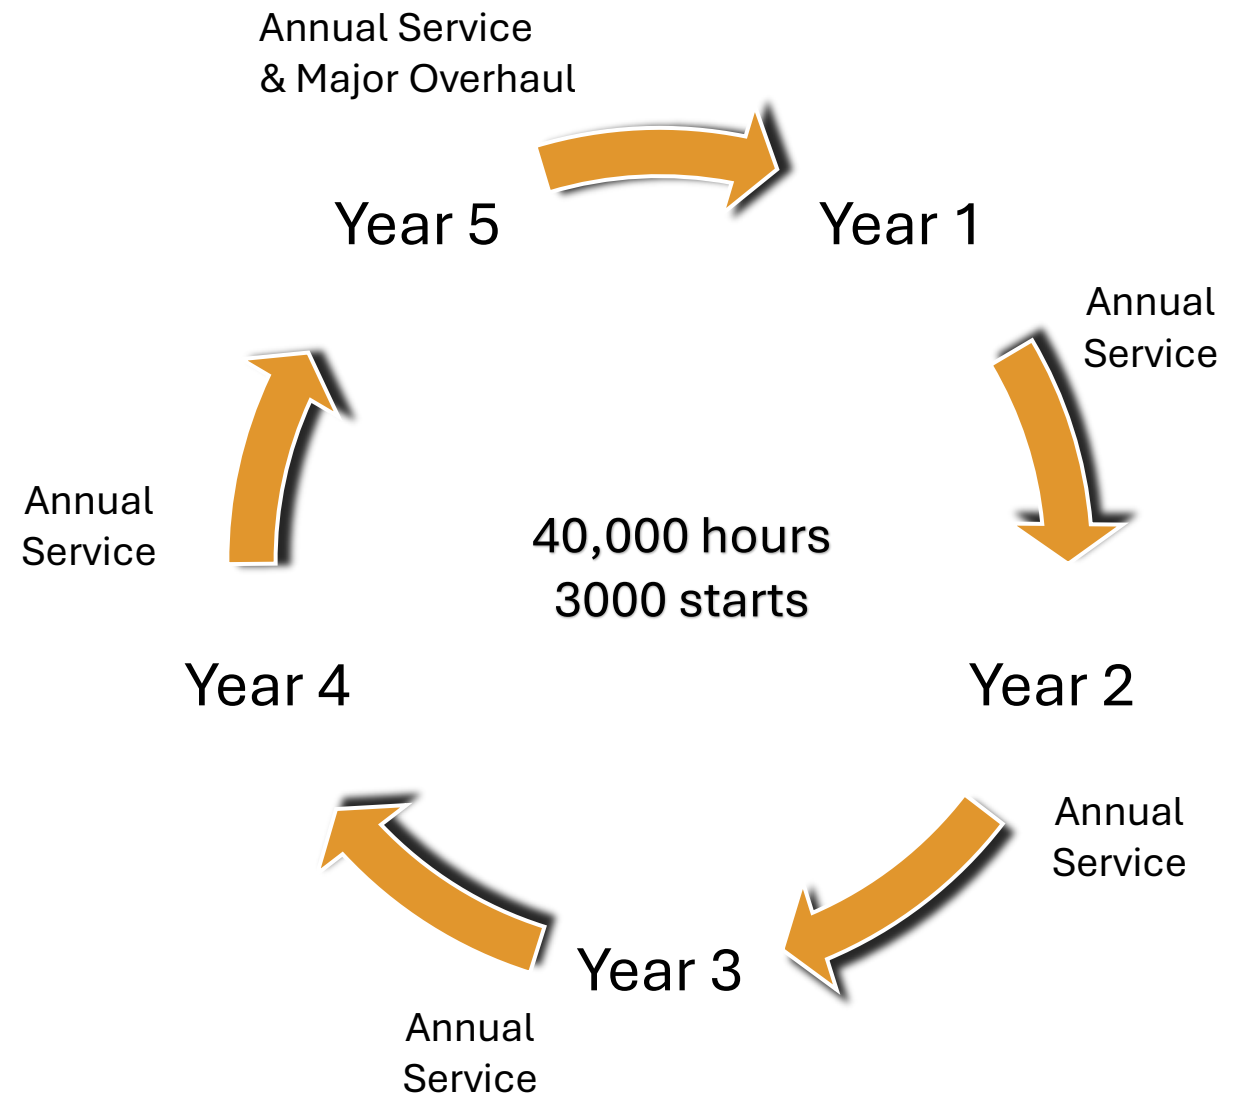 Annual Service
& Major Overhaul
Year 5
Year 1
Annual
Service
Annual
Service
40,000 hours
3000 starts
Year 4
Year 2
Annual
Service
Year 3
Annual
Service